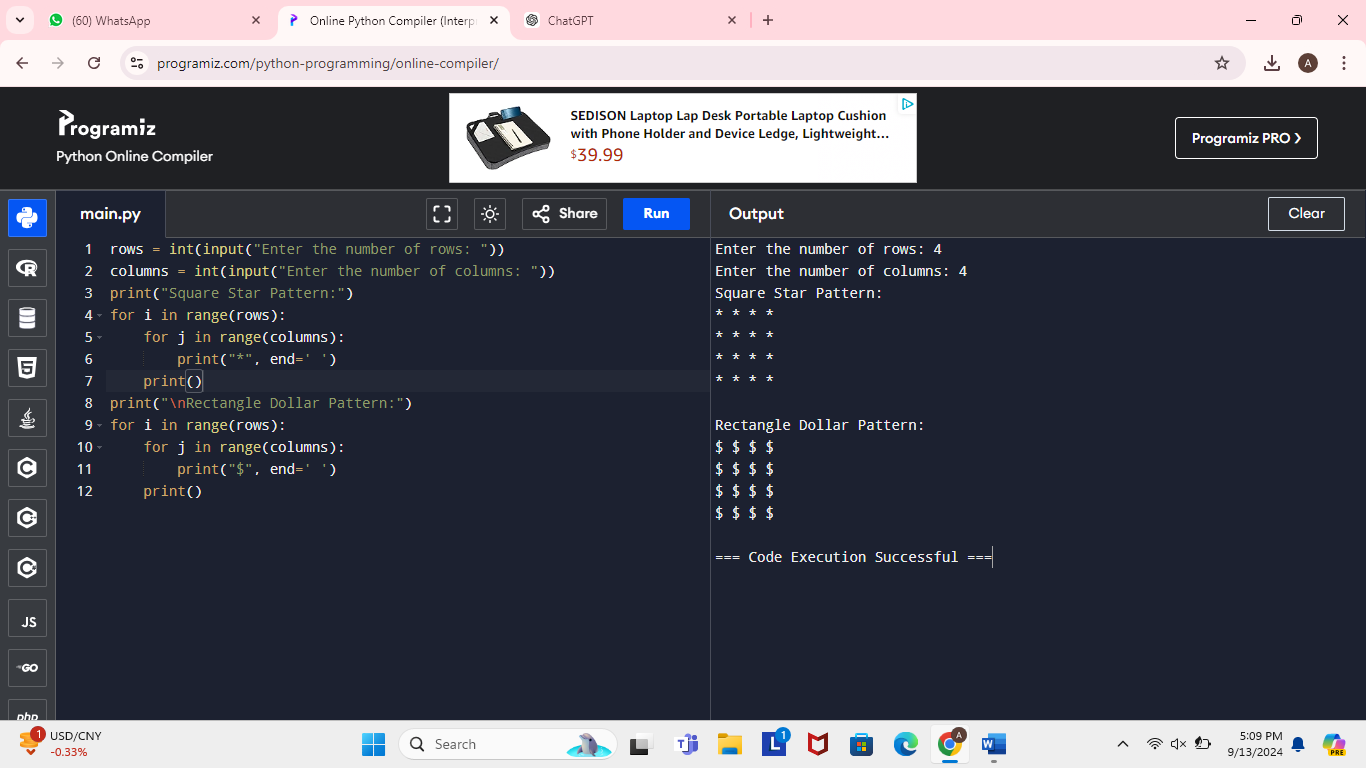 (60) WhatsApp
Online Python Compiler (Interp
ChatGPT
programiz.com/python-programming/online-compiler/
A
Programiz
Python Online Compiler
SEDISON Laptop Lap Desk Portable Laptop Cushion
with Phone Holder and Device Ledge, Lightweight...
$39.99
Programiz PRO
main.py
Share
Run
Output
Clear
1 rows = int(input("Enter the number of rows: "))
2 columns = int(input("Enter the number of columns: "))
3 print("Square Star Pattern:")
4 for i in range(rows):
5     for j in range(columns):
6         print("*", end=' ')
7     print()
8 print("\nRectangle Dollar Pattern:")
9 for i in range(rows):
10     for j in range(columns):
11         print("$", end=' ')
12     print()
Enter the number of rows: 4
Enter the number of columns: 4
Square Star Pattern:
* * * *
* * * *
* * * *
* * * *
Rectangle Dollar Pattern:
$ $ $ $
$ $ $ $
$ $ $ $
$ $ $ $
=== Code Execution Successful ===
JS
GO
php
1
USD/CNY
-0.33%
Search
L
1
A
W
5:09 PM
9/13/2024
PRE